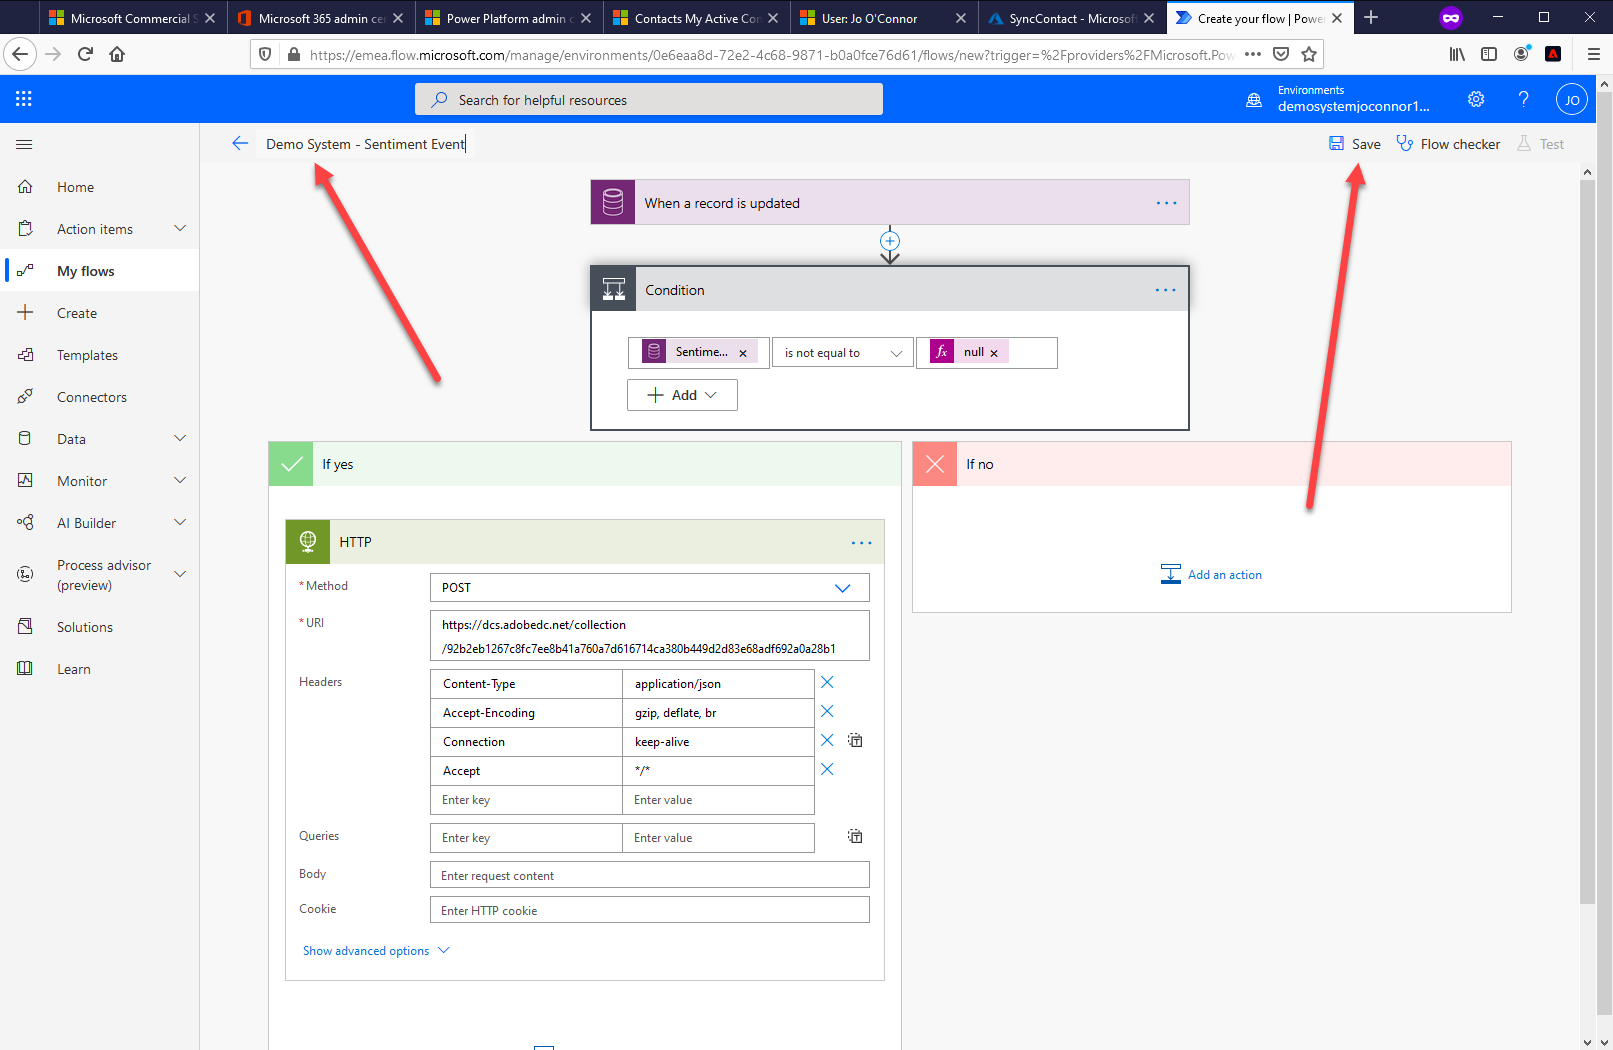 Microsoft Commercial S
Microsoft 365 admin cen
Power Platform admin c
Contacts My Active Con
User: Jo O'Connor
SyncContact - Microsoft
Create your flow | Power
https://emea.flow.microsoft.com/manage/environments/0e6eaa8d-72e2-4c68-9871-b0a0fce76d61/flows/new?trigger=%2Fproviders%2FMicrosoft.Pow
Search for helpful resources
Environments
demosystemjoconnor1...
?
JO
Demo System - Sentiment Event
Save
Flow checker
Test
Home
Action items
My flows
Create
Templates
Connectors
Data
Monitor
AI Builder
Process advisor
(preview)
Solutions
Learn
When a record is updated
Condition
Sentime...
is not equal to
fx
null
Add
If yes
If no
HTTP
Add an action
* Method
POST
* URI
https://dcs.adobedc.net/collection
/92b2eb1267c8fc7ee8b41a760a7d616714ca380b449d2d83e68adf692a0a28b1
Headers
Content-Type
application/json
Accept-Encoding
gzip, deflate, br
Connection
keep-alive
Accept
*/*
Enter key
Enter value
Queries
Enter key
Enter value
Body
Enter request content
Cookie
Enter HTTP cookie
Show advanced options